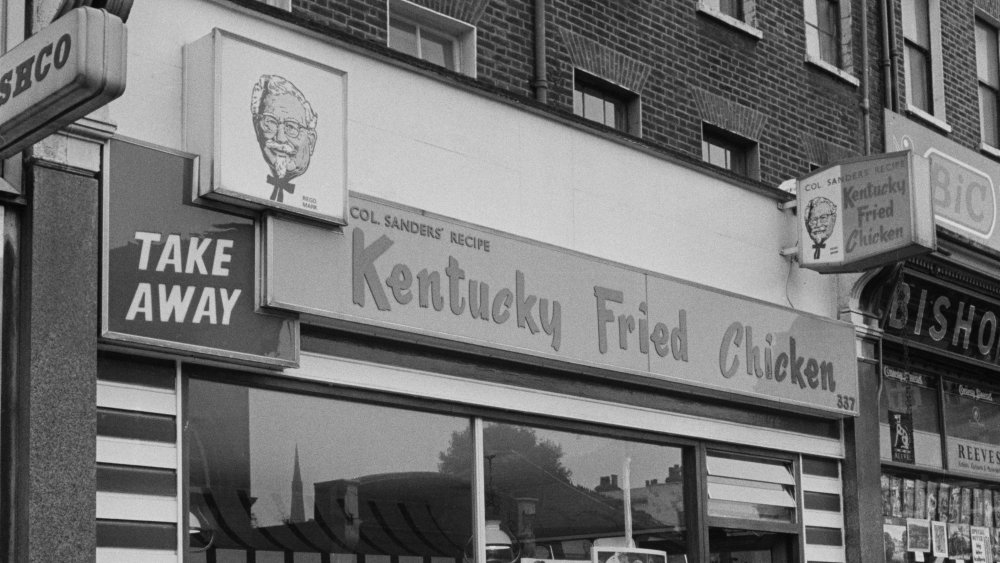 SHCO
REGD
MARK
TAKE
AWAY
COL. SANDERS' RECIPE
Kentucky Fried Chicken
337
COL. SANDERS' RECIPE
Kentucky
Fried
Chicken
BiC
BISHO
REEVES